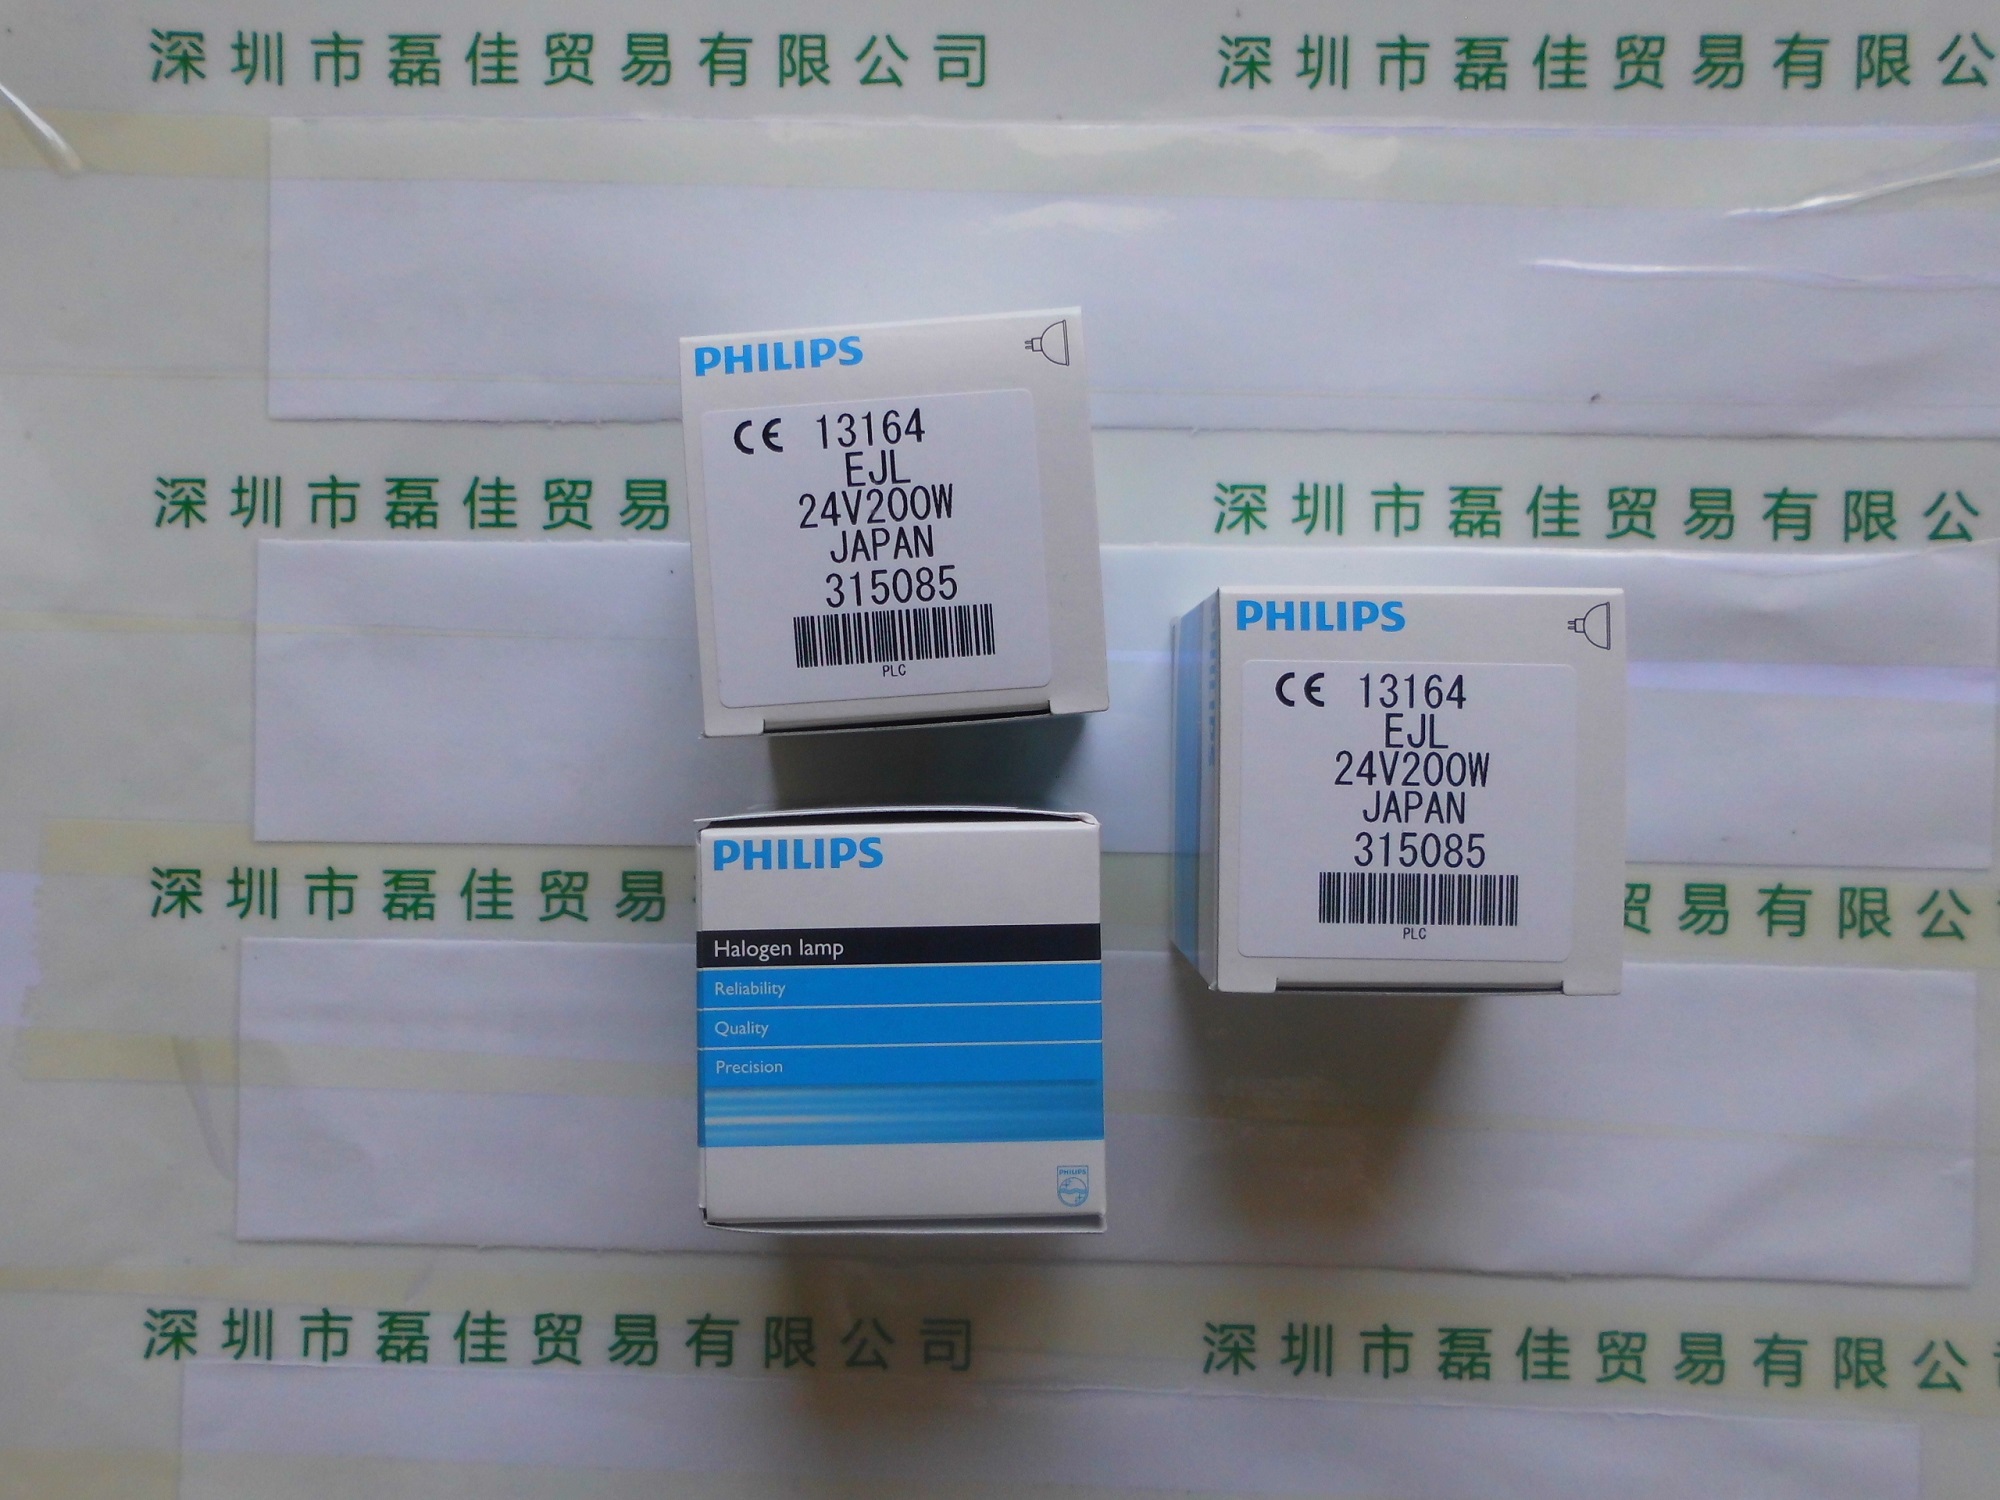 深圳市磊佳贸易有限公司
深圳市磊佳贸易有限公
PHILIPS
CE 13164
EJL
24V200W
JAPAN
315085
PLC
深圳市磊佳贸易
深圳市磊佳贸易有限公
PHILIPS
CE 13164
EJL
24V200W
JAPAN
315085
PLC
PHILIPS
Halogen lamp
Reliability
Quality
Precision
PHILIPS
深圳市磊佳贸易
贸易有限公
深圳市磊佳贸易有限公司
深圳市磊佳贸易有限公